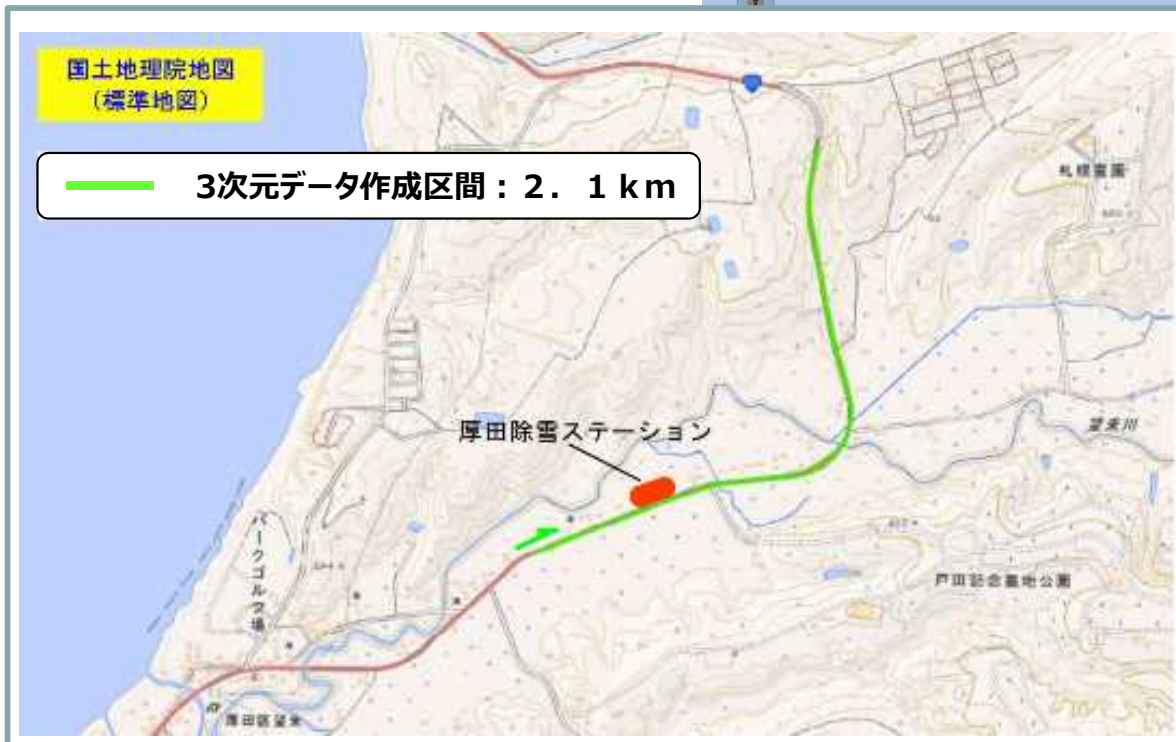 国土地理院地図
（標準地図）
3次元データ作成区間：２．１ｋｍ
札幌霊園
厚田除雪ステーション
望来川
パークゴルフ場
戸田記念墓地公園
厚田区望来